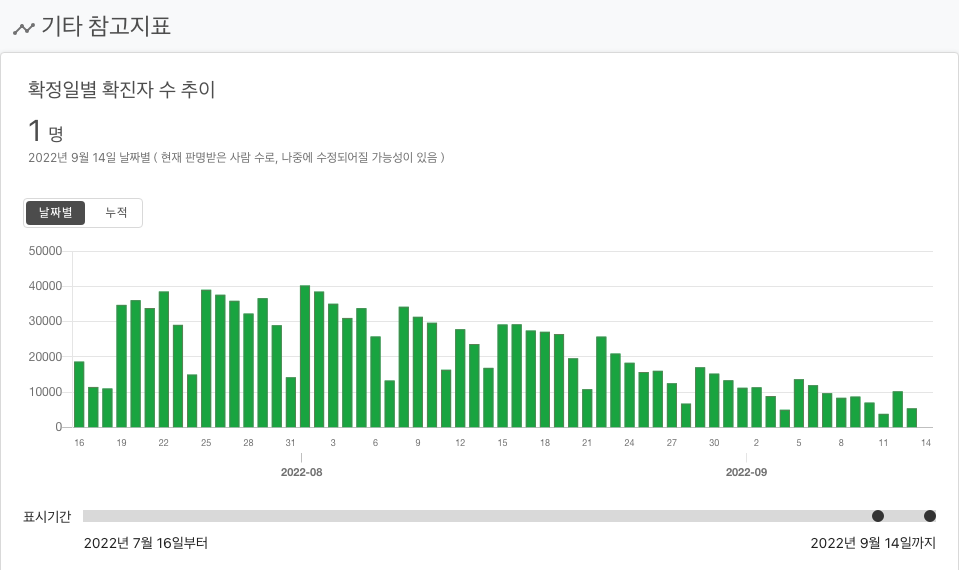 기타 참고지표
확정일별 확진자 수 추이
1 명
2022년 9월 14일 날짜별 ( 현재 판명받은 사람 수로, 나중에 수정되어질 가능성이 있음 )
날짜별 누적
50000
40000
30000
20000
10000
0
16 19 22 25 28 31 3 6 9 12 15 18 21 24 27 30 2 5 8 11 14
2022-08 2022-09
표시기간
2022년 7월 16일부터 2022년 9월 14일까지